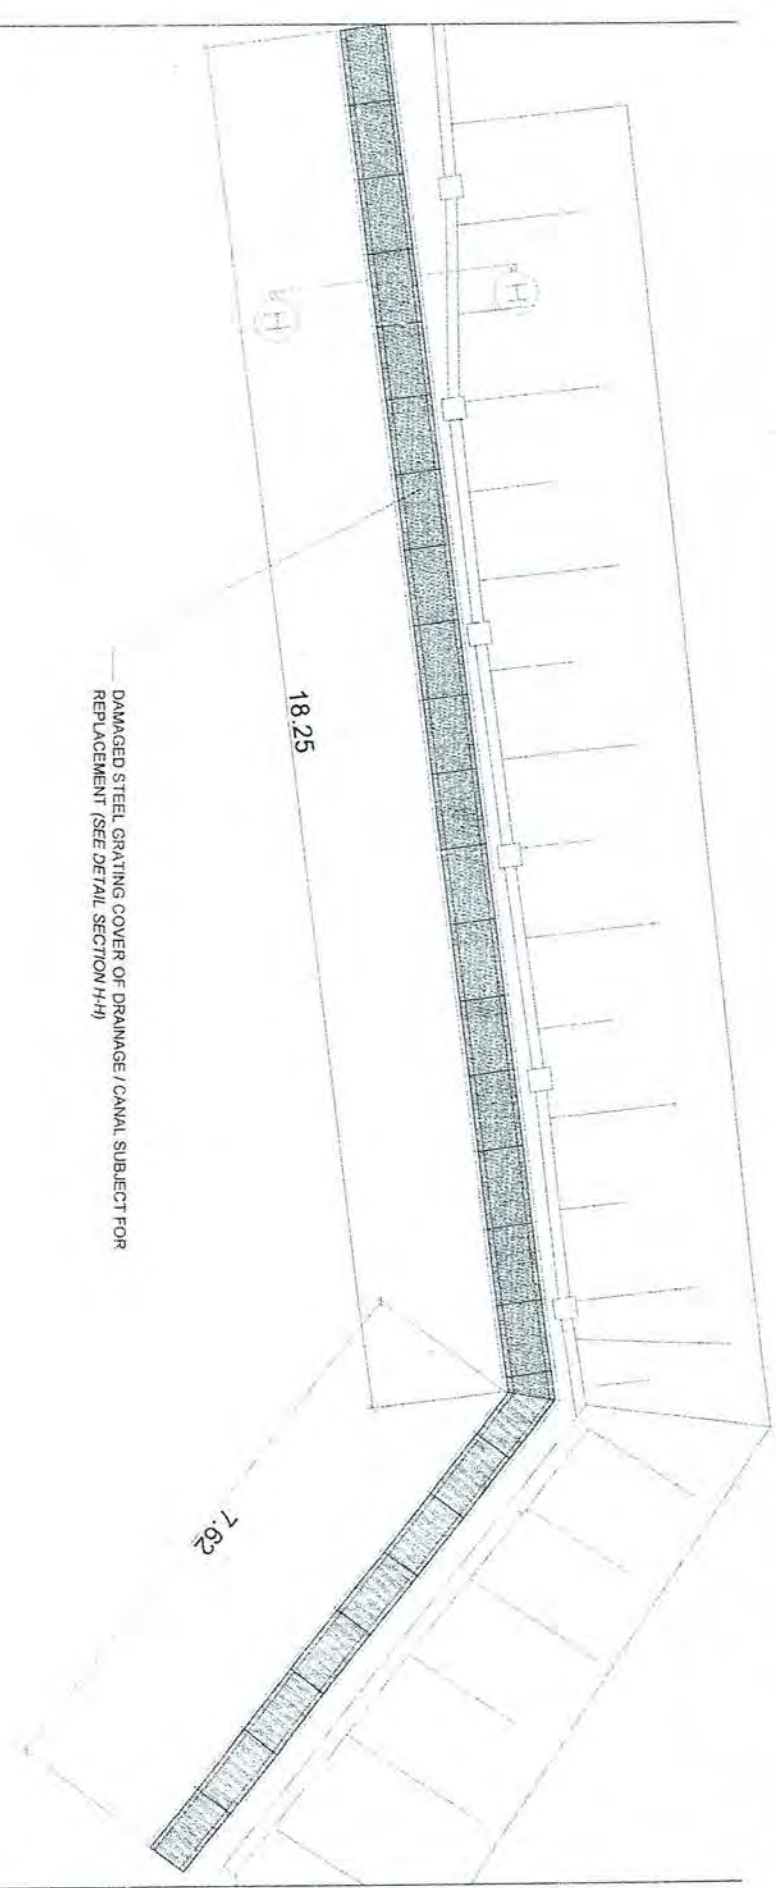 H
H
18.25
DAMAGED STEEL GRATING COVER OF DRAINAGE / CANAL SUBJECT FOR
REPLACEMENT (SEE DETAIL SECTION H-H)
7.62